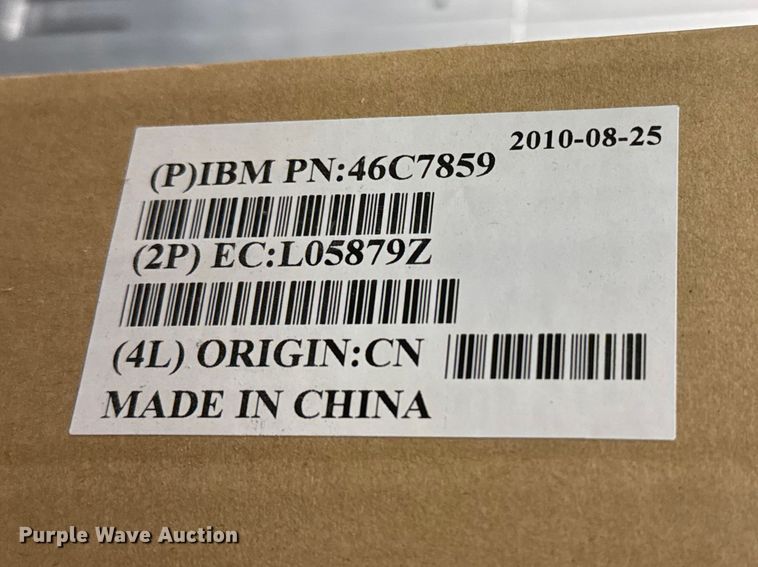 2010-08-25
(P)IBM PN:46C7859
(2P) EC:L05879Z
(4L) ORIGIN:CN
MADE IN CHINA
Purple Wave Auction